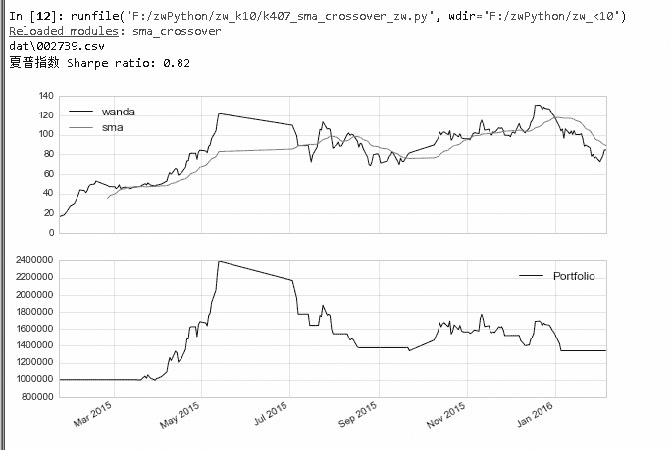 In [12]: runfile('F:/zwPython/zw_k10/k407_sma_crossover_zw.py', wdir='F:/zwPython/zw_k10')
Reloaded modules: sma_crossover
dat\002739.csv
夏普指数 Sharpe ratio: 0.82
140
120
100
80
60
40
20
0
wanda
sma
2400000
2200000
2000000
1800000
1600000
1400000
1200000
1000000
800000
Portfolio
Mar 2015
May 2015
Jul 2015
Sep 2015
Nov 2015
Jan 2016